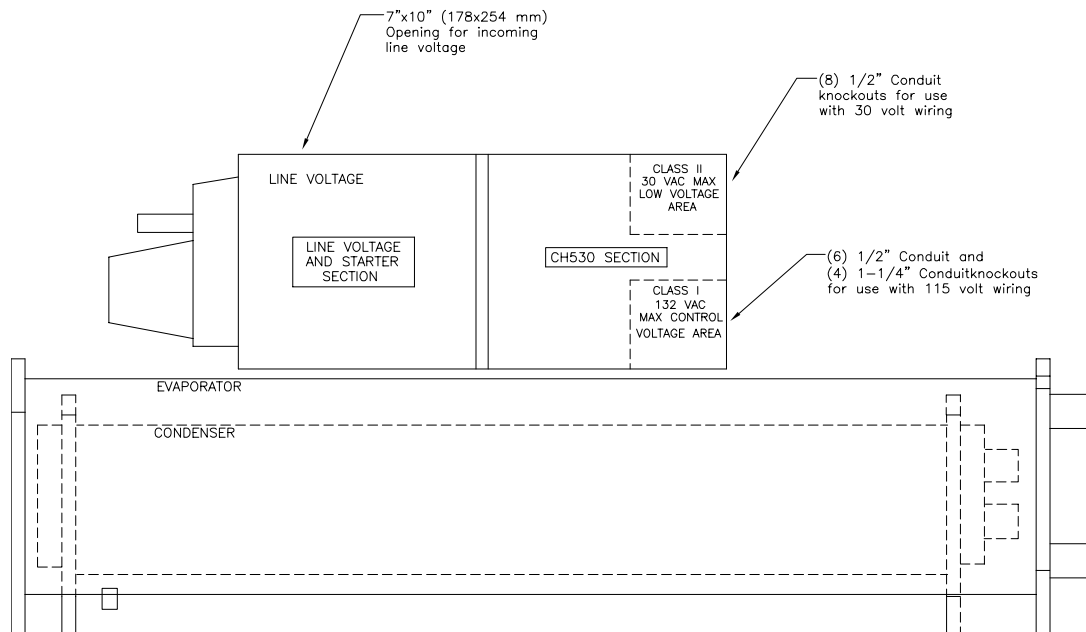 7"x10" (178x254 mm)
Opening for incoming
line voltage
(8) 1/2" Conduit
knockouts for use
with 30 volt wiring
LINE VOLTAGE
CLASS II
30 VAC MAX
LOW VOLTAGE
AREA
LINE VOLTAGE
AND STARTER
SECTION
CH530 SECTION
(6) 1/2" Conduit and
(4) 1-1/4" Conduitknockouts
for use with 115 volt wiring
CLASS I
132 VAC
MAX CONTROL
VOLTAGE AREA
EVAPORATOR
CONDENSER